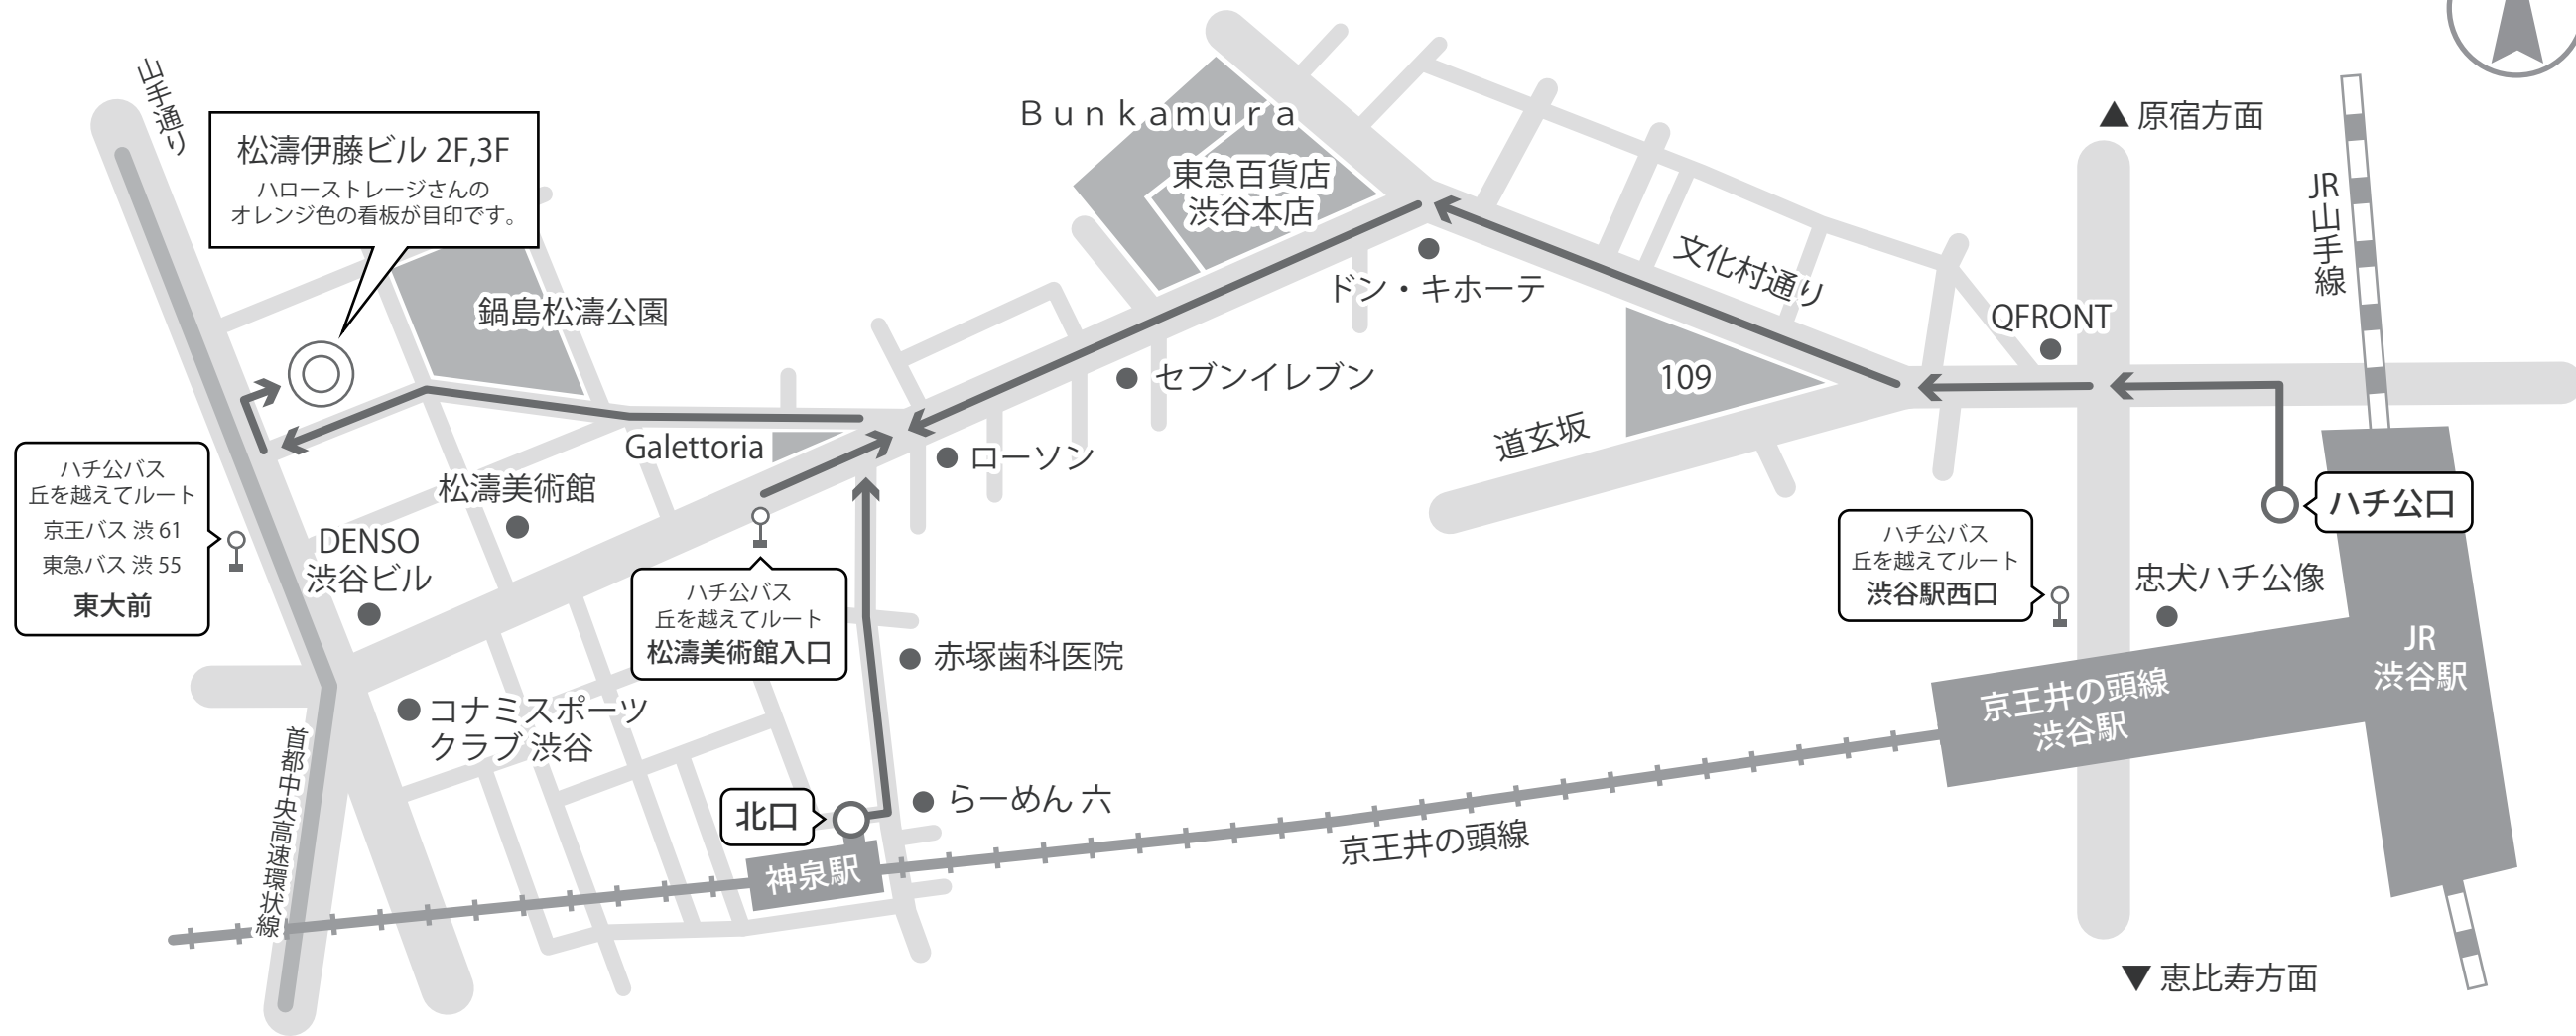 山手通り
松濤伊藤ビル 2F,3F
ハローストレージさんの
オレンジ色の看板が目印です。
鍋島松濤公園
Bunkamura
東急百貨店
渋谷本店
ドン・キホーテ
文化村通り
▲ 原宿方面
JR山手線
QFRONT
109
道玄坂
セブンイレブン
ローソン
Galettoria
松濤美術館
DENSO
渋谷ビル
ハチ公バス
丘を越えてルート
京王バス 渋 61
東急バス 渋 55
東大前
ハチ公バス
丘を越えてルート
松濤美術館入口
ハチ公バス
丘を越えてルート
渋谷駅西口
ハチ公口
忠犬ハチ公像
JR
渋谷駅
京王井の頭線
渋谷駅
赤塚歯科医院
コナミスポーツ
クラブ 渋谷
首都中央高速環状線
北口
らーめん 六
神泉駅
京王井の頭線
▼ 恵比寿方面